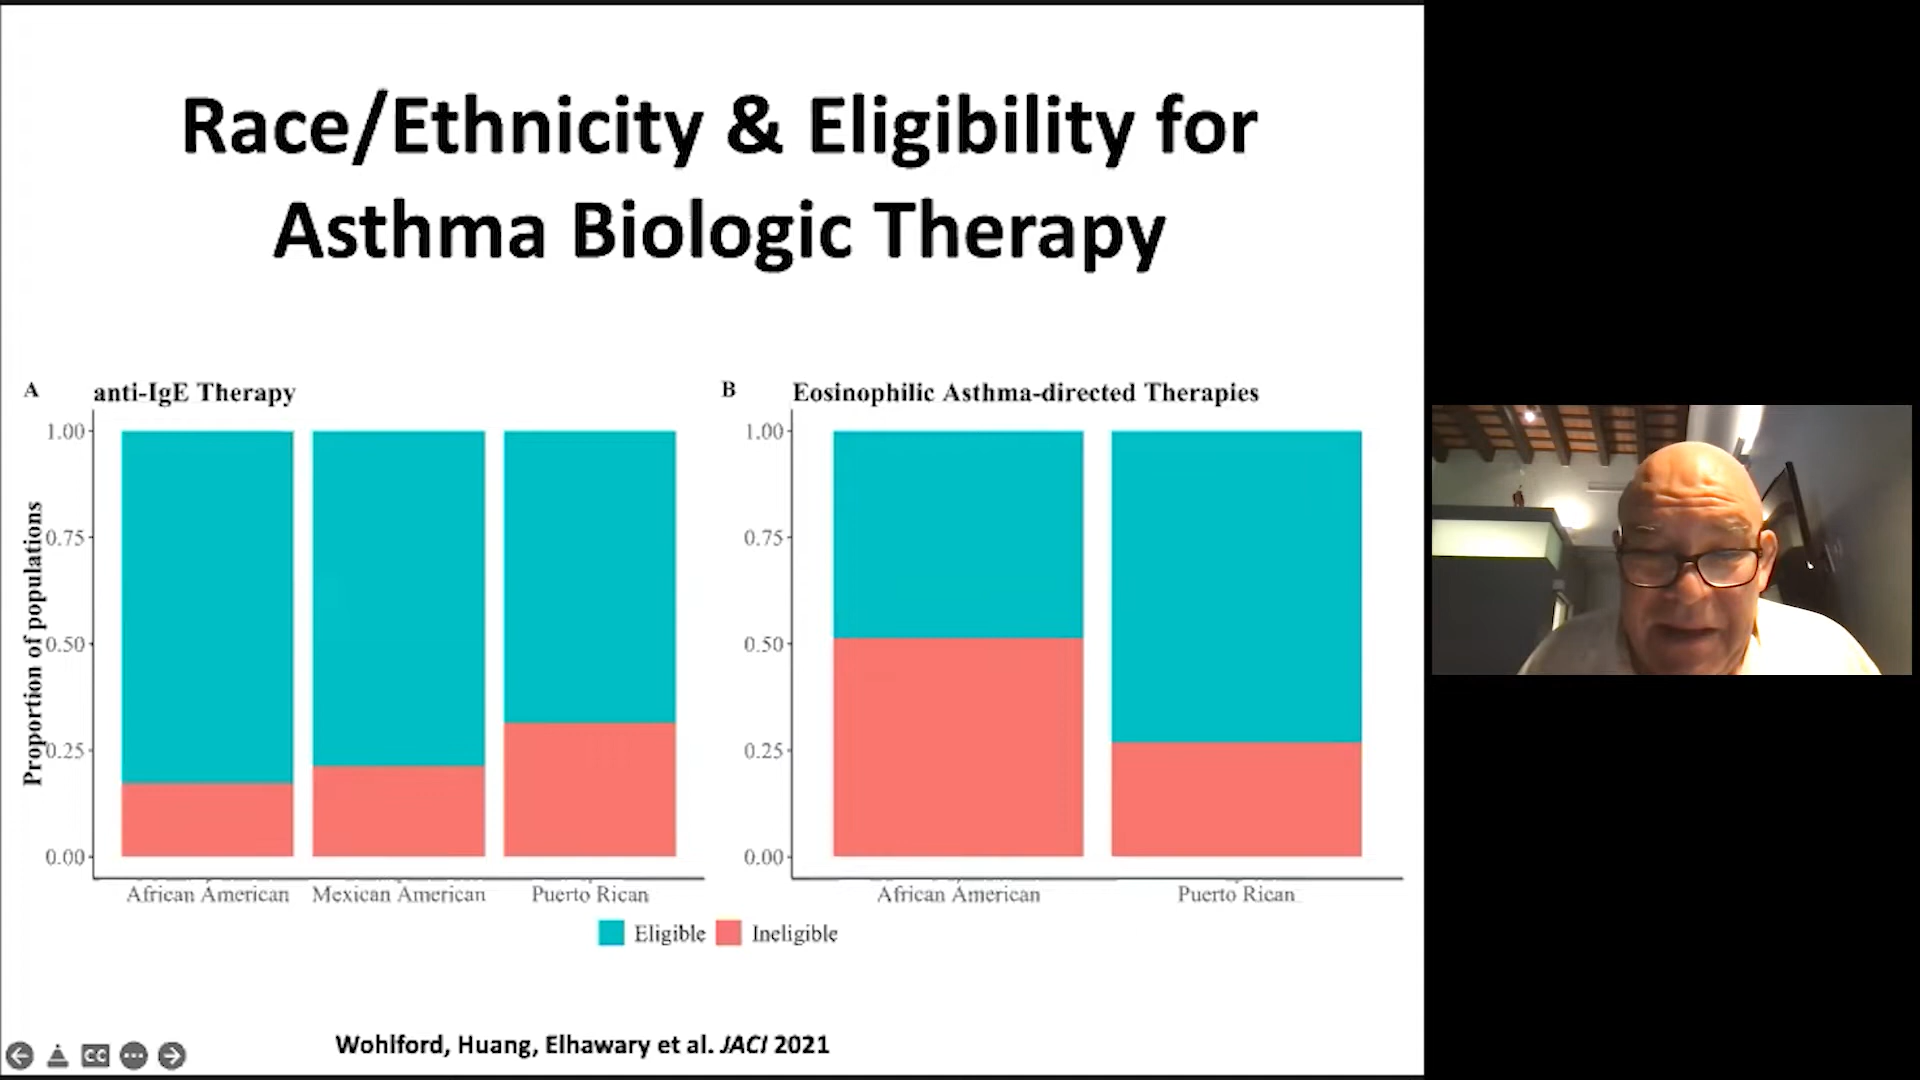 Race/Ethnicity & Eligibility for
Asthma Biologic Therapy
A
anti-IgE Therapy
Proportion of populations
1.00
0.75
0.50
0.25
0.00
African American
Mexican American
Puerto Rican
B
Eosinophilic Asthma-directed Therapies
1.00
0.75
0.50
0.25
0.00
African American
Puerto Rican
Eligible
Ineligible
Wohlford, Huang, Elhawary et al. JACI 2021
CC